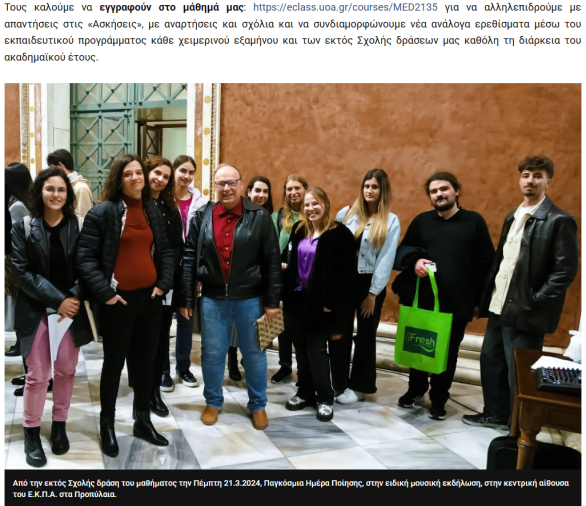 Τους καλούμε να εγγραφούν στο μάθημά μας: https://eclass.uoa.gr/courses/MED2135 για να αλληλεπιδρούμε με
απαντήσεις στις «Ασκήσεις», με αναρτήσεις και σχόλια και να συνδιαμορφώνουμε νέα ανάλογα ερεθίσματα μέσω του
εκπαιδευτικού προγράμματος κάθε χειμερινού εξαμήνου και των εκτός Σχολής δράσεων μας καθόλη τη διάρκεια του
ακαδημαϊκού έτους.
iFresh
Από την εκτός Σχολής δράση του μαθήματος την Πέμπτη 21.3.2024, Παγκόσμια Ημέρα Ποίησης, στην ειδική μουσική εκδήλωση, στην κεντρική αίθουσα
του Ε.Κ.Π.Α. στα Προπύλαια.